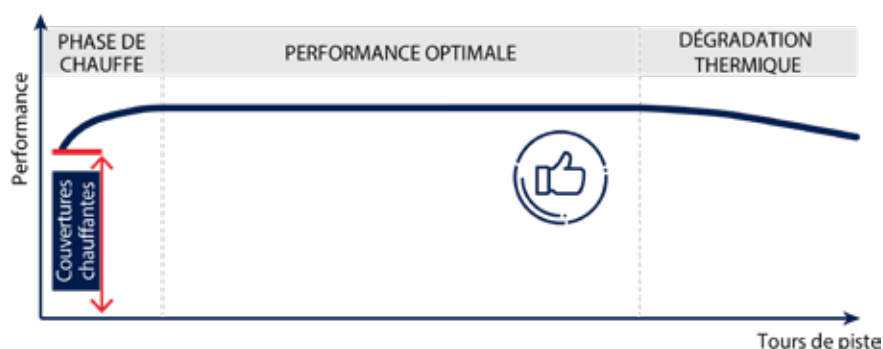 PHASE DE
CHAUFFE
PERFORMANCE OPTIMALE
DÉGRADATION
THERMIQUE
Performance
Couvertures
chauffantes
Tours de piste